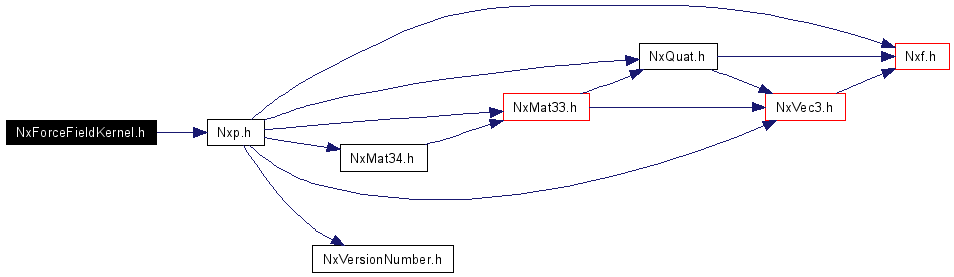 NxForceFieldKernel.h
Nxp.h
NxMat34.h
NxVersionNumber.h
NxMat33.h
NxQuat.h
NxVec3.h
Nxf.h